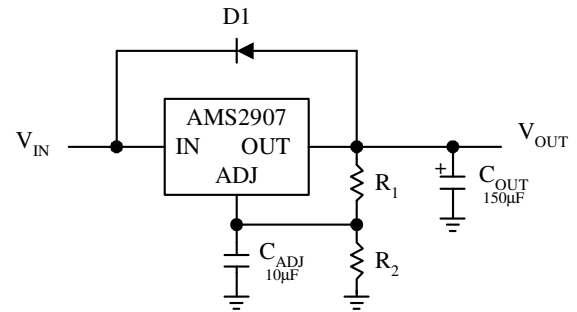 D1
AMS2907
V_IN
IN OUT
V_OUT
ADJ
R_1
+
C_OUT
150μF
C_ADJ
10μF
R_2